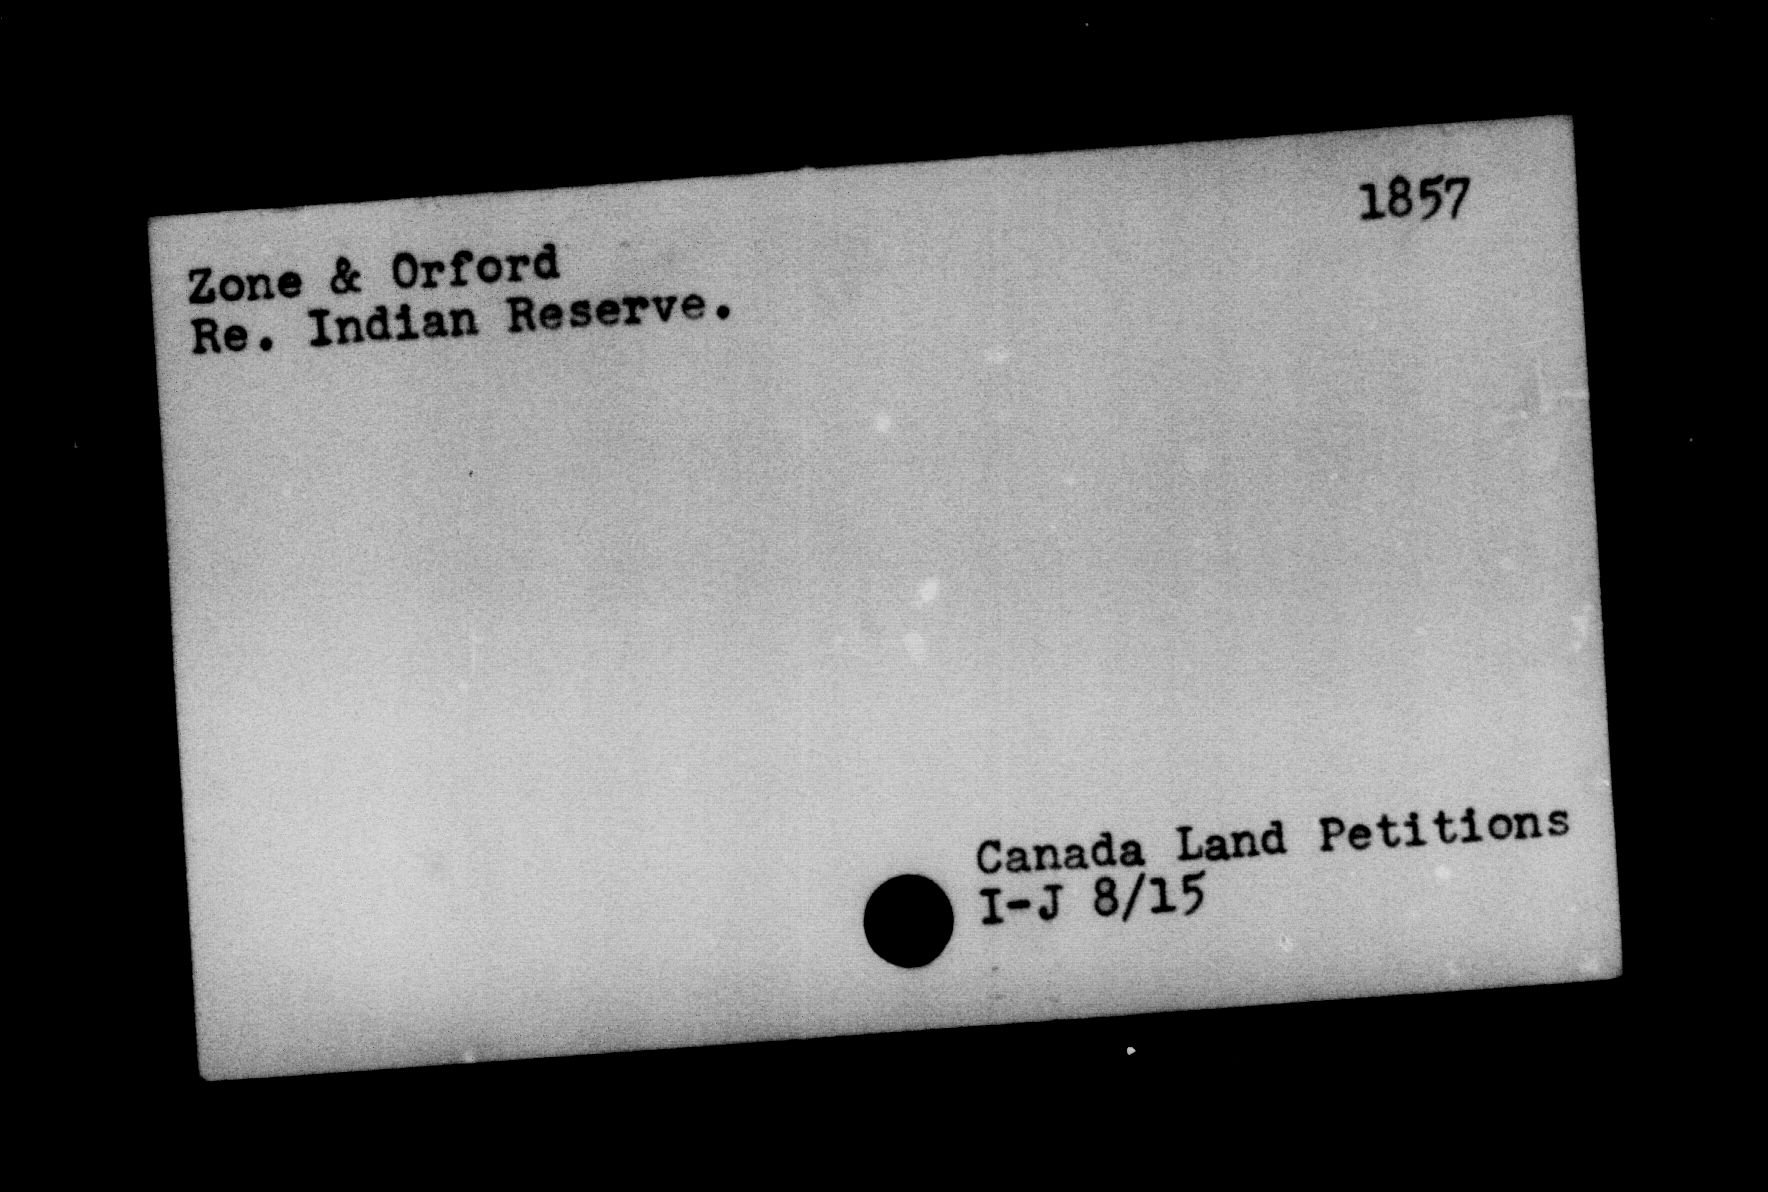 1857
Zone & Orford
Re. Indian Reserve.
Canada Land Petitions
I-J 8/15